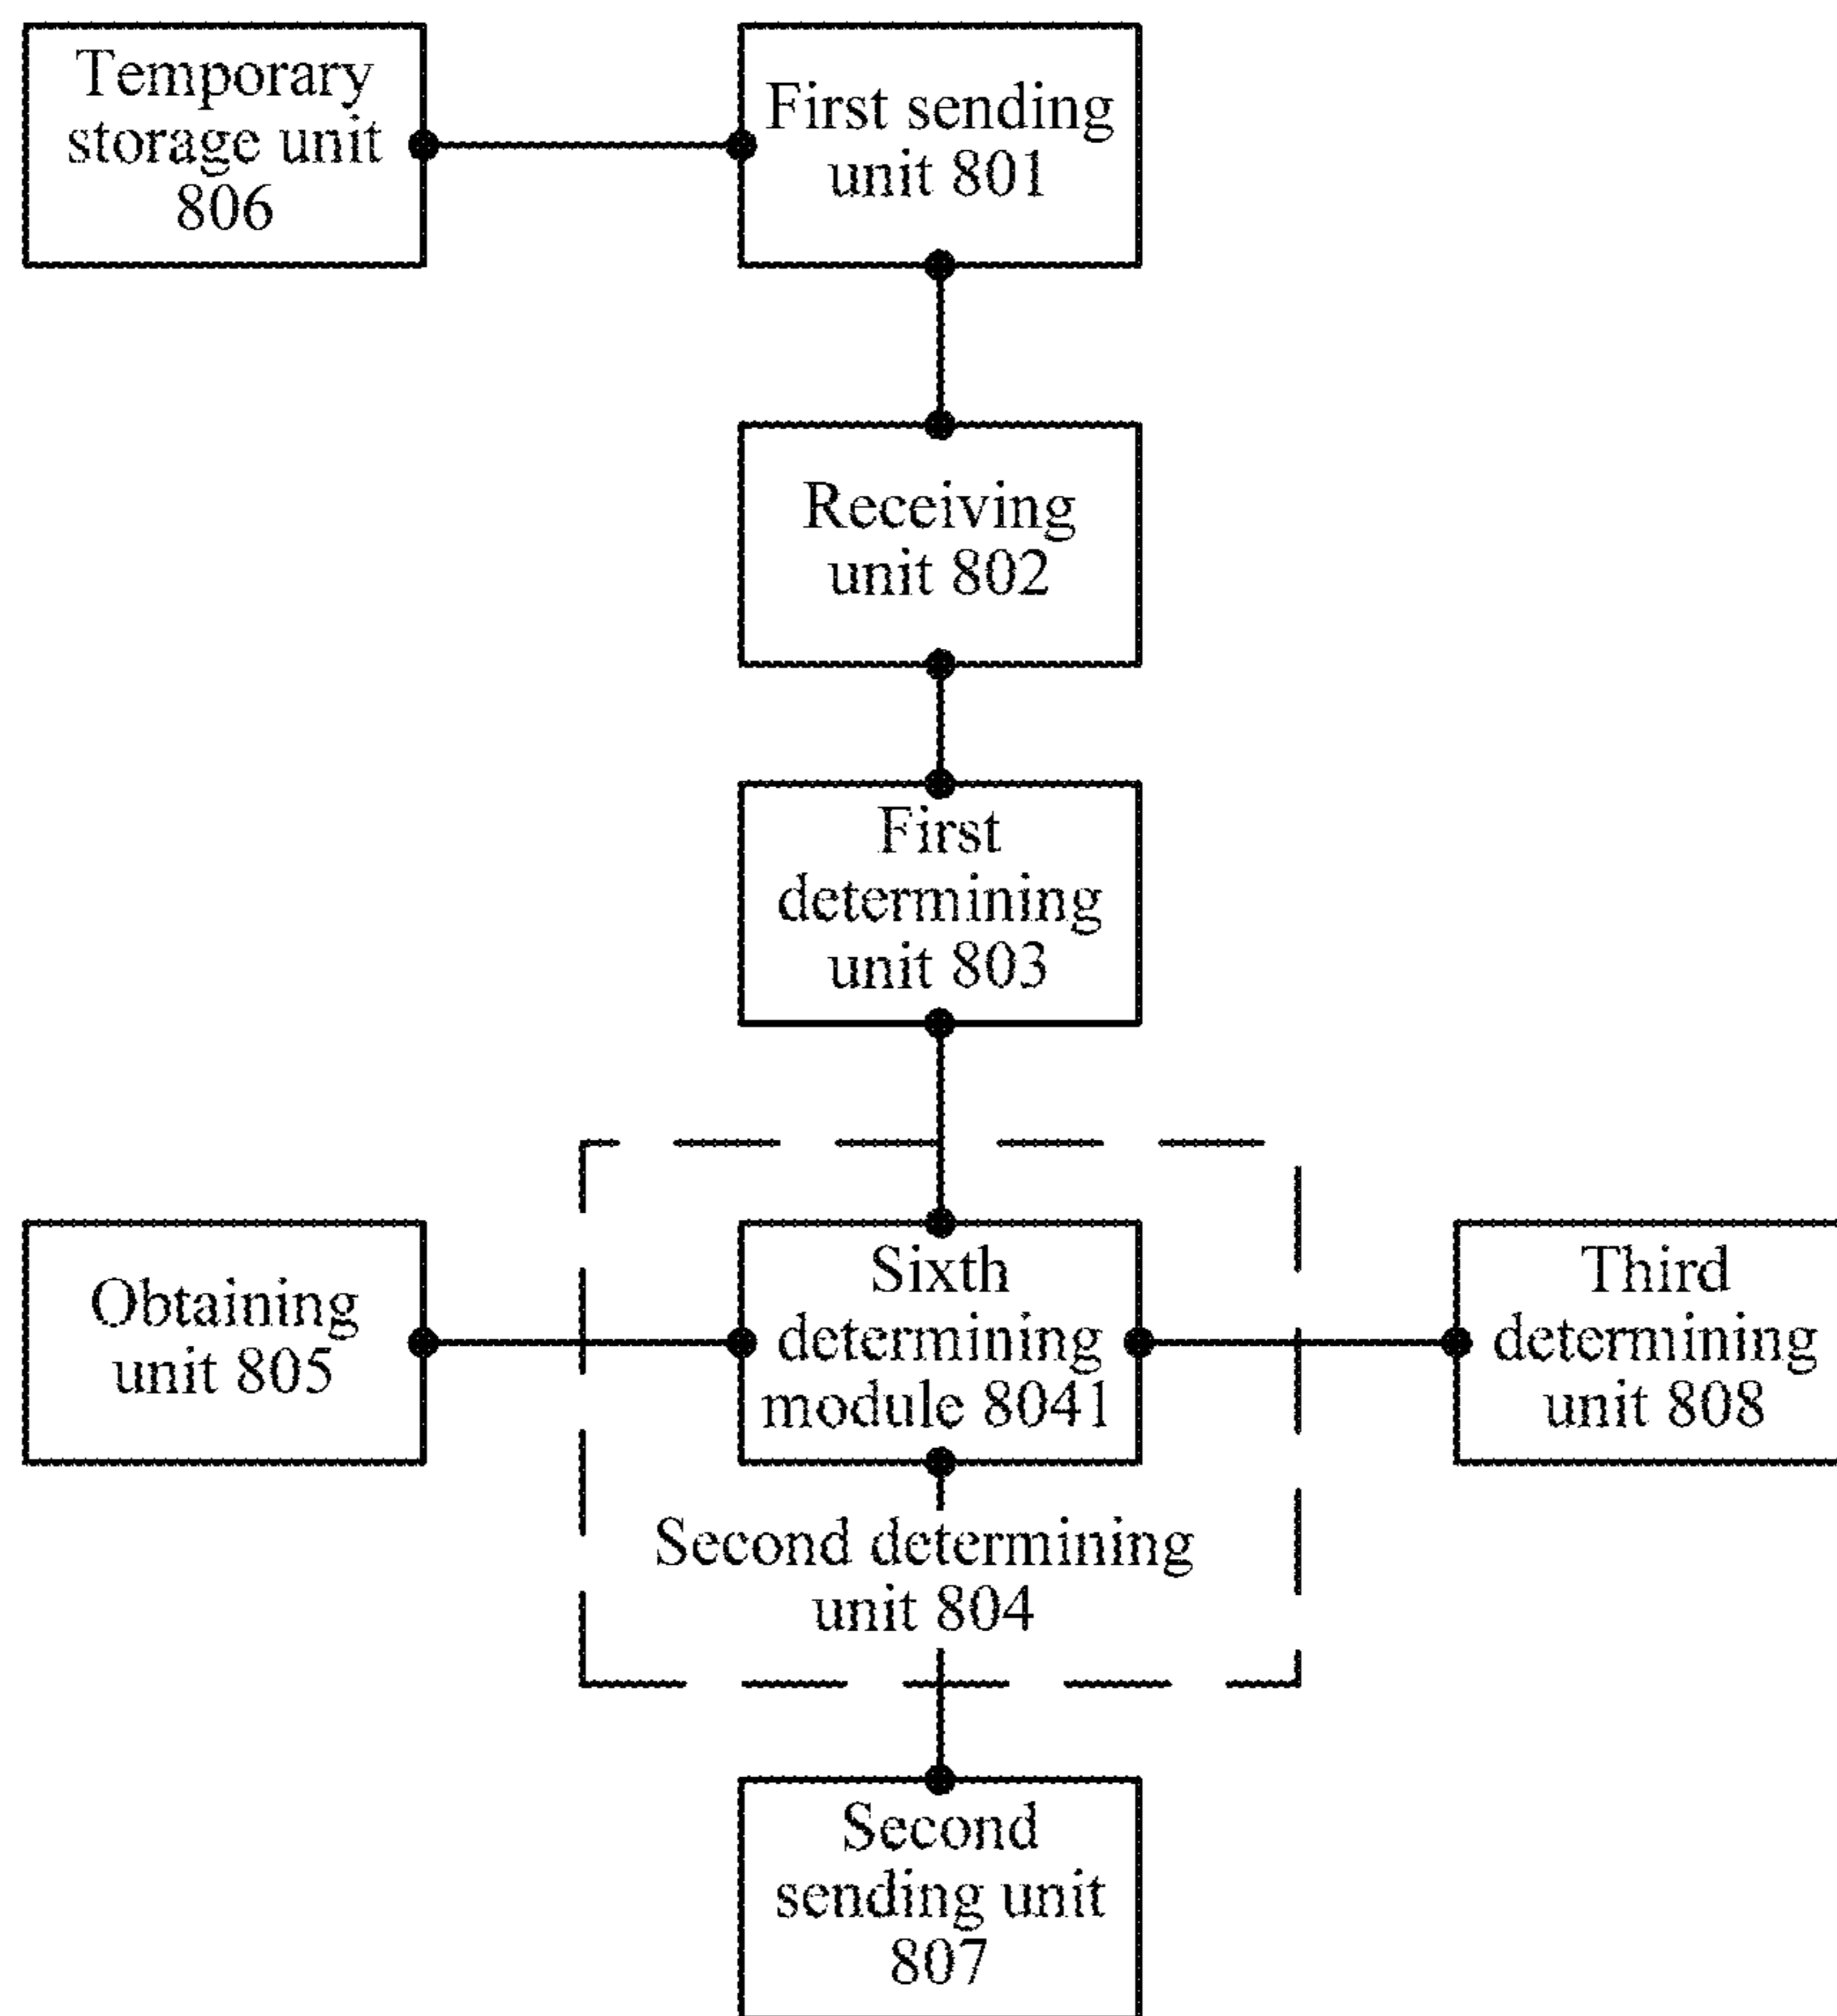 Temporary
storage unit
806
First sending
unit 801
Receiving
unit 802
First
determining
unit 803
Obtaining
unit 805
Sixth
determining
module 8041
Third
determining
unit 808
Second determining
unit 804
Second
sending unit
807